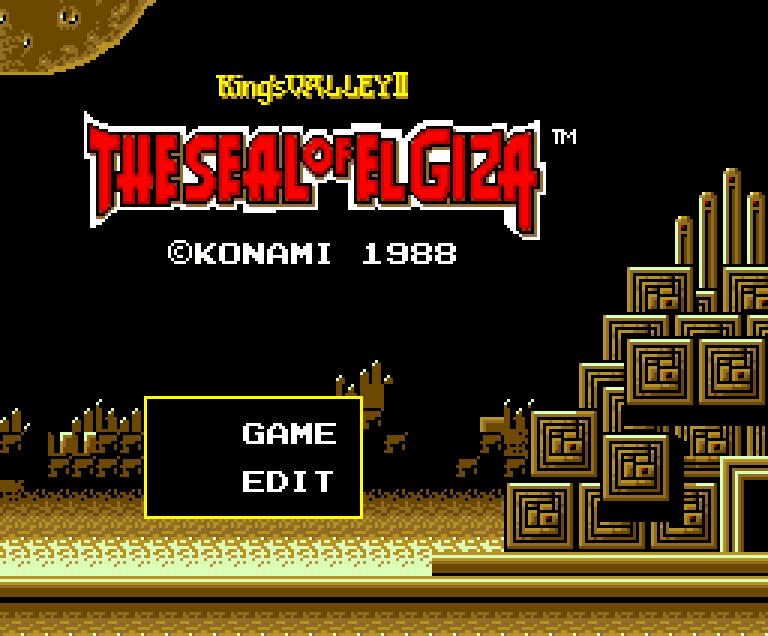 King's VALLEY II
THE SEAL OF EL GIZA ™
©KONAMI 1988
GAME
EDIT